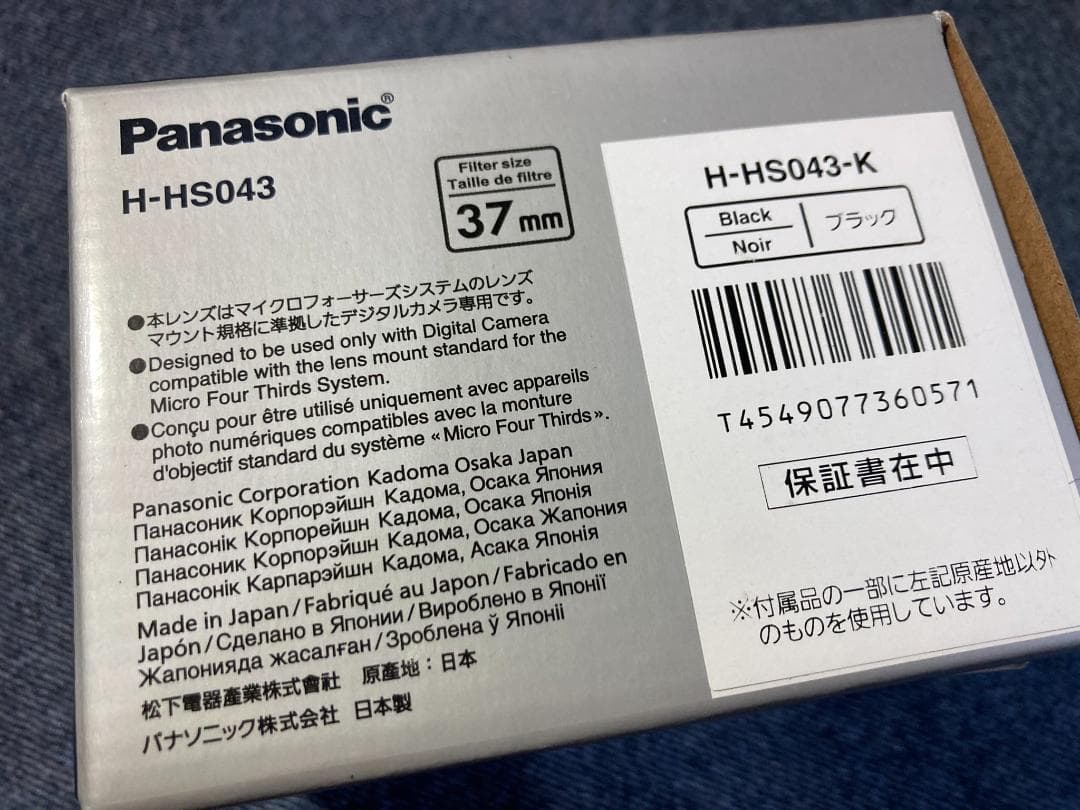 Panasonic®
H-HS043
Filter size
Taille de filtre
37 mm
●本レンズはマイクロフォーサーズシステムのレンズ
マウント規格に準拠したデジタルカメラ専用です。
●Designed to be used only with Digital Camera
compatible with the lens mount standard for the
Micro Four Thirds System.
●Conçu pour être utilisé uniquement avec appareils
photo numériques compatibles avec la monture
d'objectif standard du système « Micro Four Thirds ».
Panasonic Corporation Kadoma Osaka Japan
Панасоник Корпорэйшн Кадома, Осака Япония
Панасонік Корпорейшн Кадома, Осака Японія
Панасоник Корпорэйшн Кадома, Осака Жапония
Панасонік Карпарэйшн Кадома, Асака Японія
Made in Japan / Fabriqué au Japon / Fabricado en
Japón / Сделано в Японии / Вироблено в Японії
Жапонияда жасалған / Зроблена ў Японіі
松下電器產業株式會社 原產地：日本
パナソニック株式会社 日本製
H-HS043-K
Black
Noir
ブラック
T4549077360571
保証書在中
※付属品の一部に左記原産地以外
のものを使用しています。